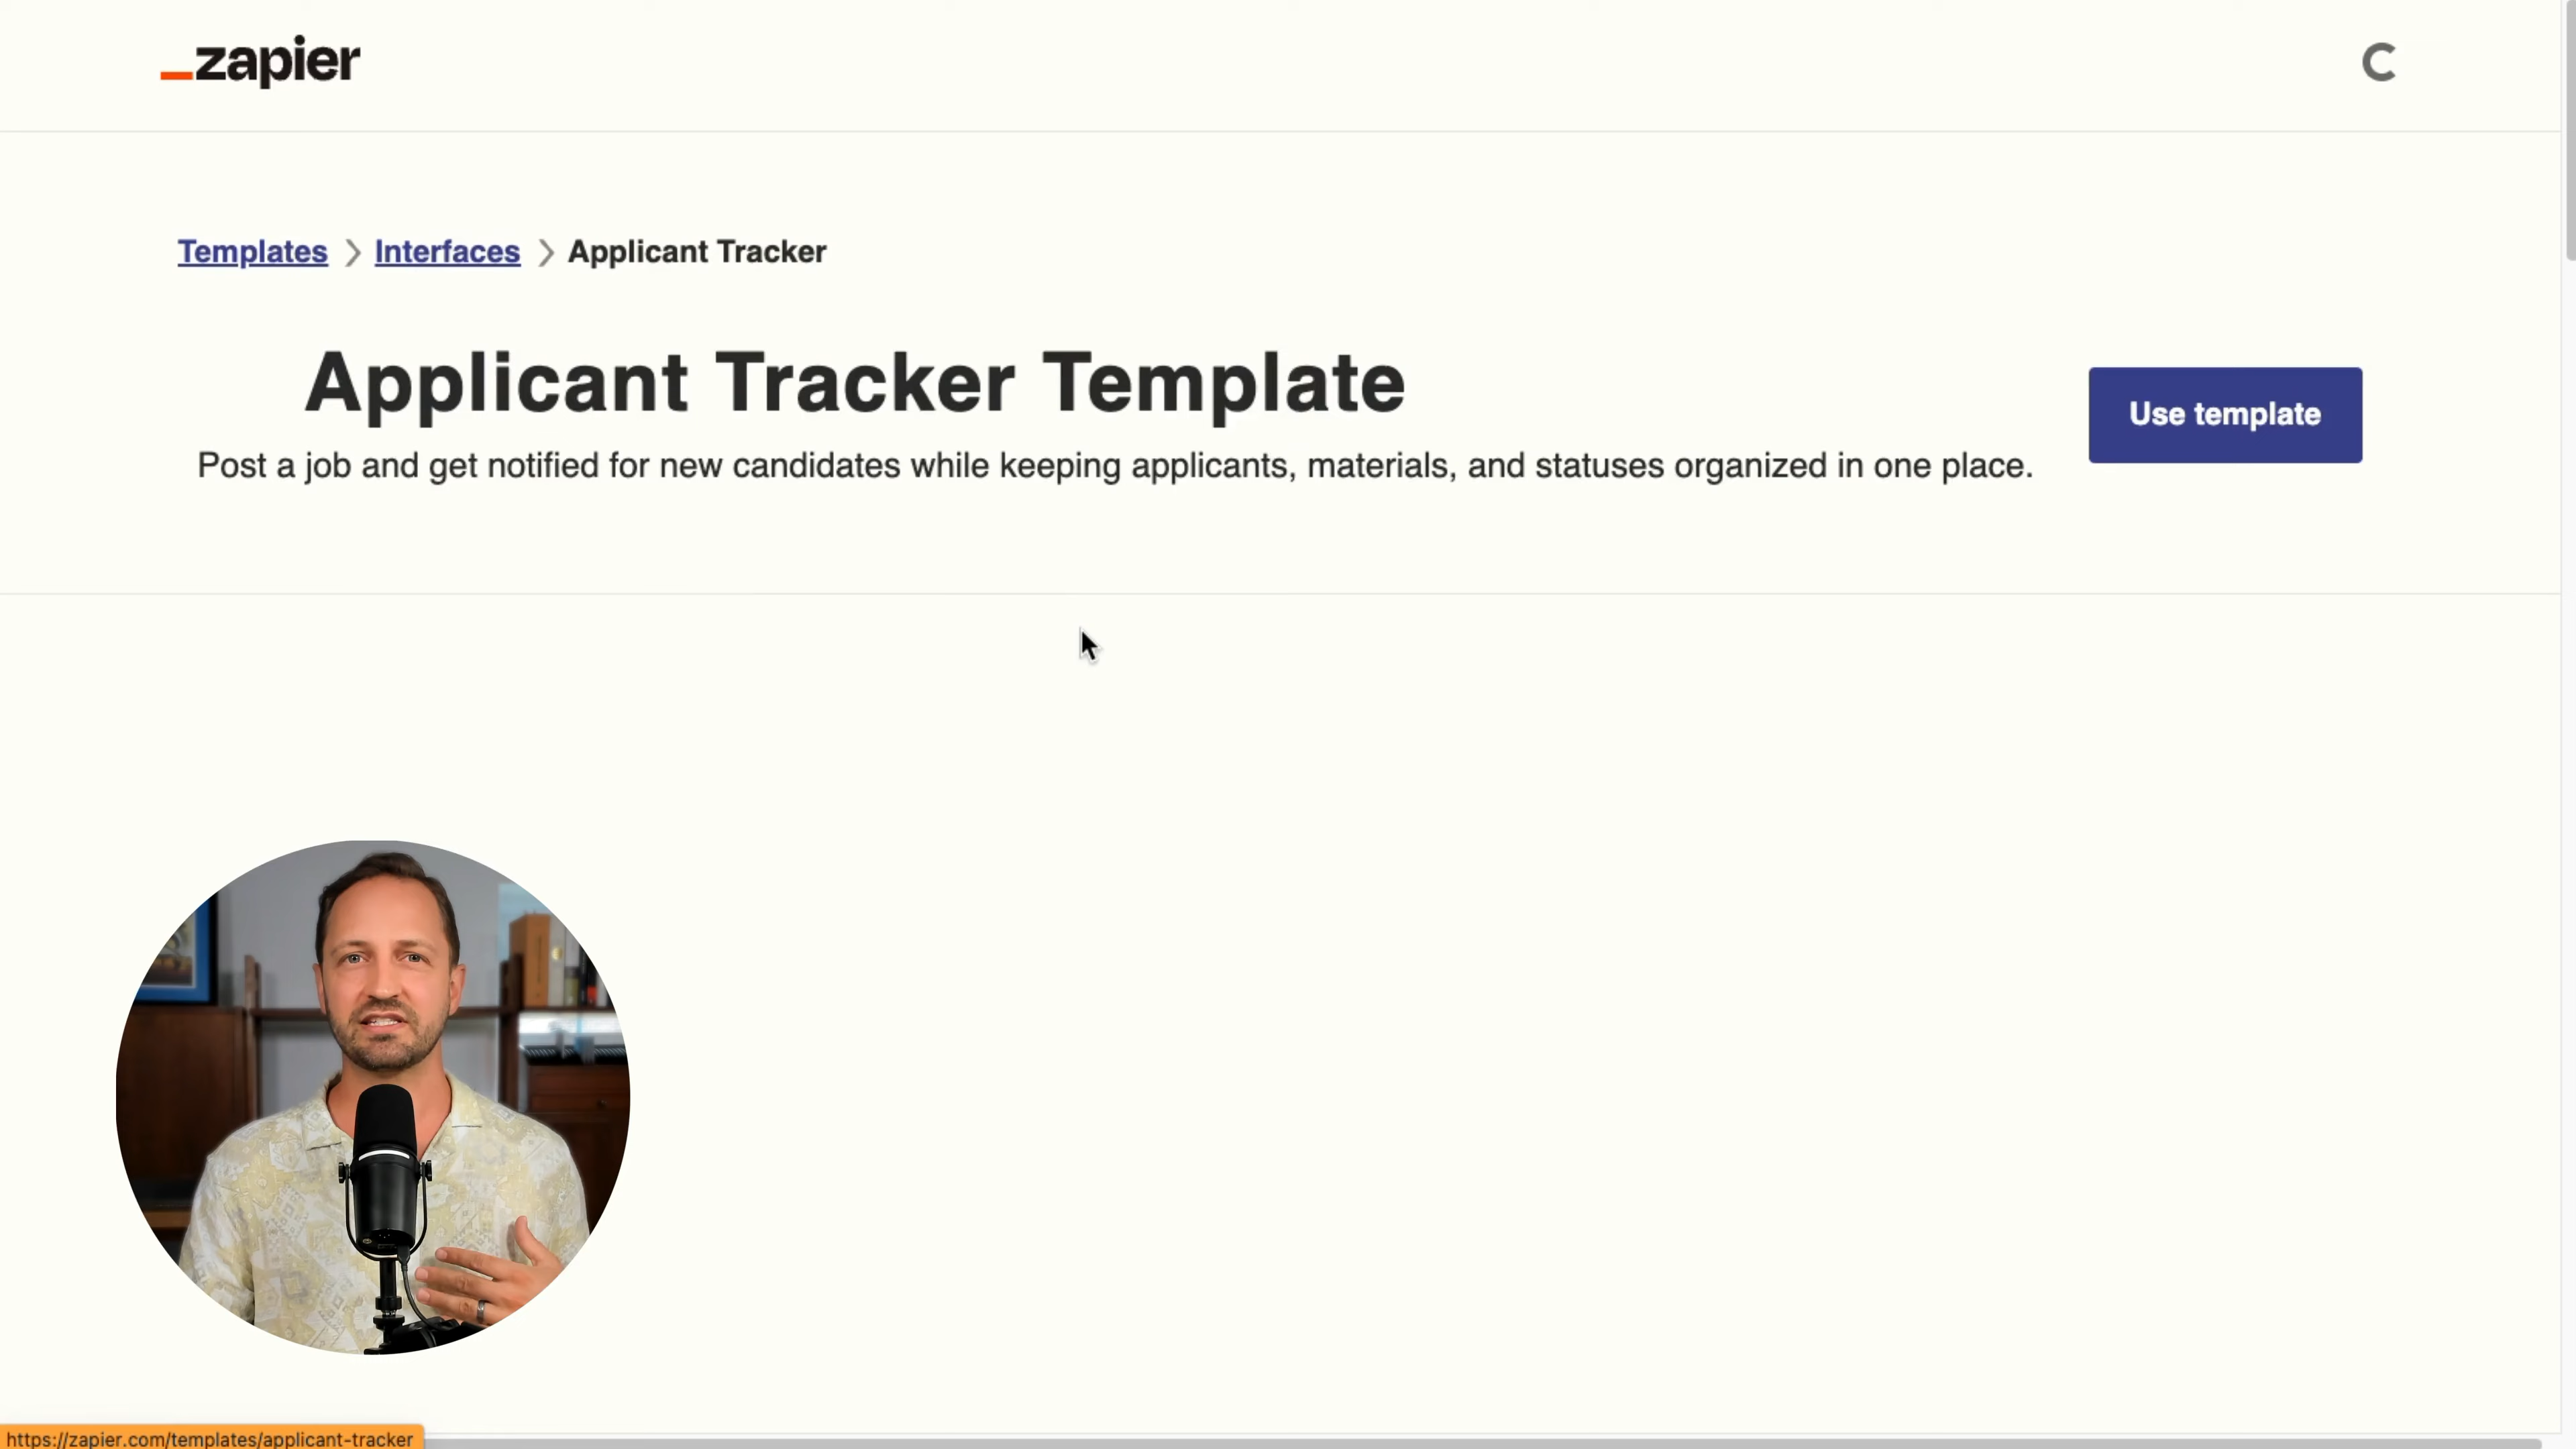 zapier
Templates Interfaces Applicant Tracker
Applicant Tracker Template
Use template
Post a job and get notified for new candidates while keeping applicants, materials, and statuses organized in one place.
https://zapier.com/templates/applicant-tracker